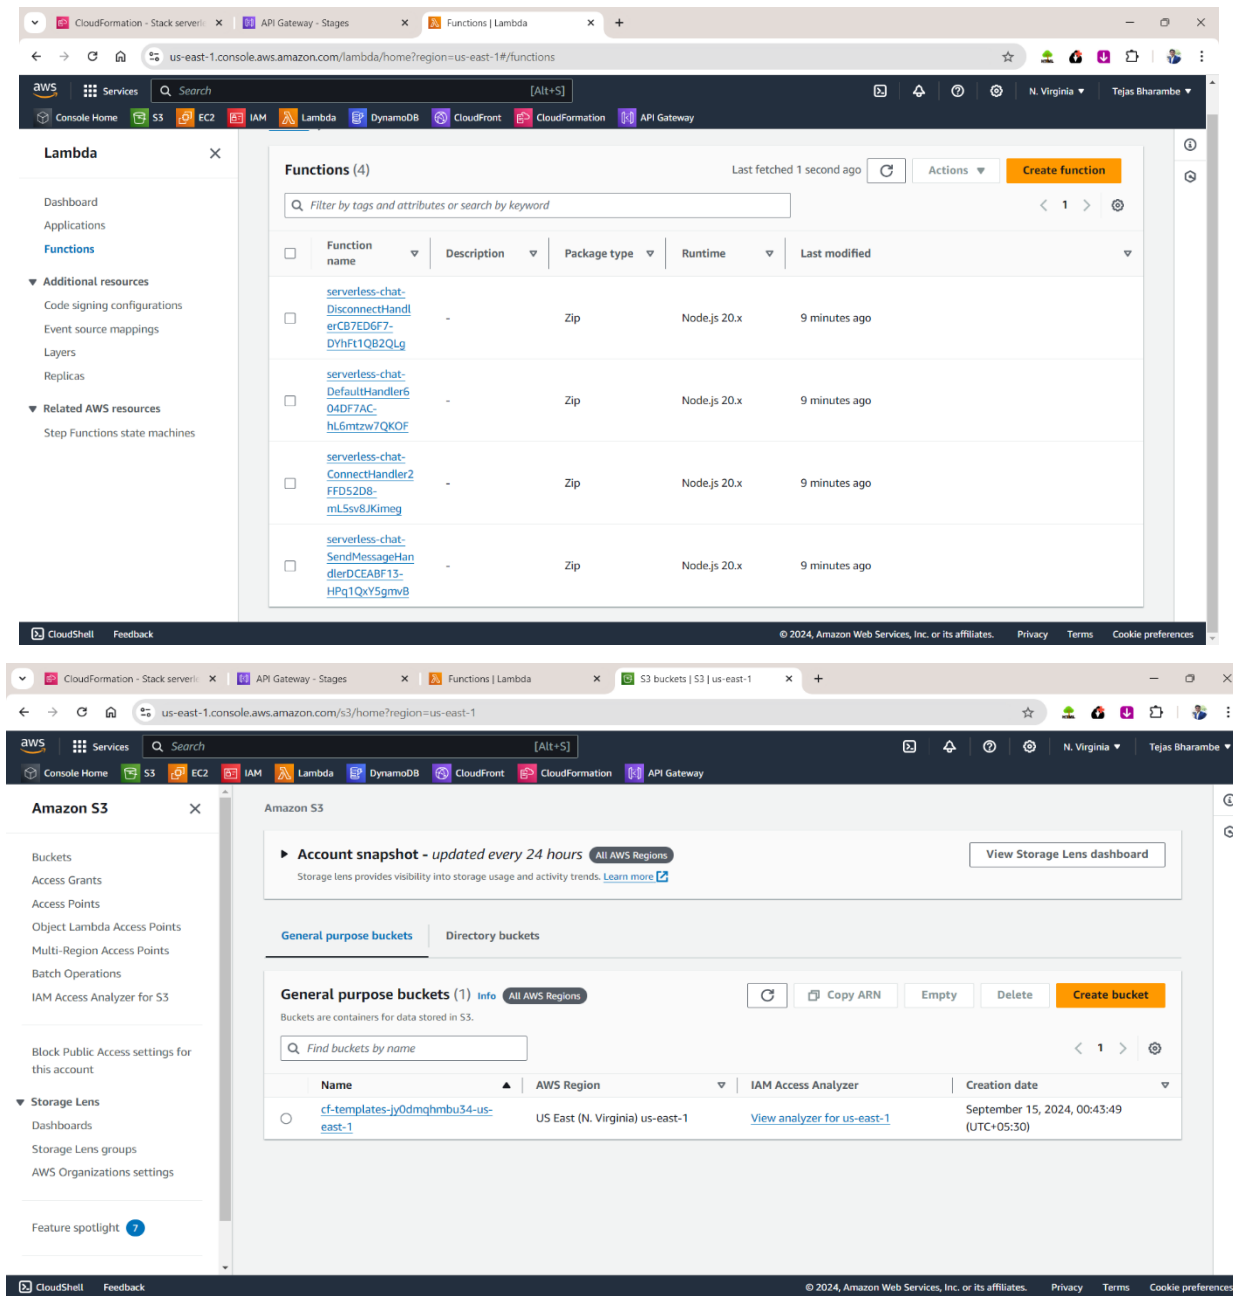 CloudFormation - Stack serverle
API Gateway - Stages
Functions | Lambda
us-east-1.console.aws.amazon.com/lambda/home?region=us-east-1#/functions
aws Services Search [Alt+S] N. Virginia ▼ Tejas Bharambe ▼
Console Home S3 EC2 IAM Lambda DynamoDB CloudFront CloudFormation API Gateway
Lambda
Dashboard
Applications
Functions
Additional resources
Code signing configurations
Event source mappings
Layers
Replicas
Related AWS resources
Step Functions state machines
Functions (4)
Last fetched 1 second ago Actions ▼ Create function
Filter by tags and attributes or search by keyword
1
Function name
Description Package type Runtime Last modified
serverless-chat-
DisconnectHandl
erCB7ED6F7-
DYhFt1QB2QLg
- Zip Node.js 20.x 9 minutes ago
serverless-chat-
DefaultHandler6
04DF7AC-
hL6mtzw7QKOF
- Zip Node.js 20.x 9 minutes ago
serverless-chat-
ConnectHandler2
FFD52D8-
mL5sv8JKimeg
- Zip Node.js 20.x 9 minutes ago
serverless-chat-
SendMessageHan
dlerDCEABF13-
HPq1QxY5gmvB
- Zip Node.js 20.x 9 minutes ago
CloudShell Feedback © 2024, Amazon Web Services, Inc. or its affiliates. Privacy Terms Cookie preferences
CloudFormation - Stack serverle
API Gateway - Stages
Functions | Lambda
S3 buckets | S3 | us-east-1
us-east-1.console.aws.amazon.com/s3/home?region=us-east-1
aws Services Search [Alt+S] N. Virginia ▼ Tejas Bharambe ▼
Console Home S3 EC2 IAM Lambda DynamoDB CloudFront CloudFormation API Gateway
Amazon S3
Buckets
Access Grants
Access Points
Object Lambda Access Points
Multi-Region Access Points
Batch Operations
IAM Access Analyzer for S3
Block Public Access settings for
this account
Storage Lens
Dashboards
Storage Lens groups
AWS Organizations settings
Feature spotlight 7
Amazon S3
Account snapshot - updated every 24 hours All AWS Regions
View Storage Lens dashboard
Storage lens provides visibility into storage usage and activity trends. Learn more
General purpose buckets Directory buckets
General purpose buckets (1) Info All AWS Regions
Copy ARN Empty Delete Create bucket
Buckets are containers for data stored in S3.
Find buckets by name
1
Name AWS Region IAM Access Analyzer Creation date
cf-templates-jy0dmqhmbu34-us-
east-1
US East (N. Virginia) us-east-1
View analyzer for us-east-1
September 15, 2024, 00:43:49
(UTC+05:30)
CloudShell Feedback © 2024, Amazon Web Services, Inc. or its affiliates. Privacy Terms Cookie preferences